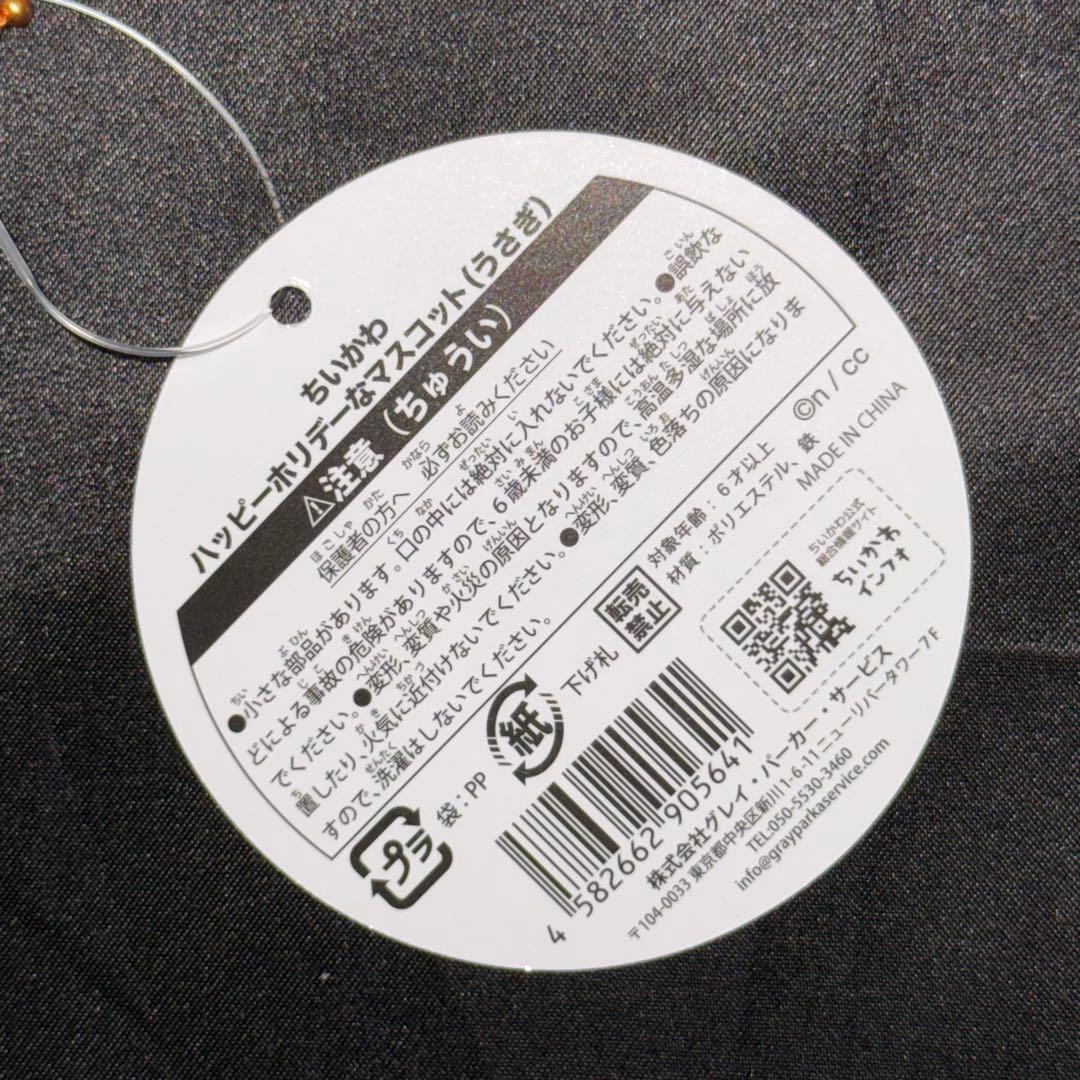 ちいかわ
ハッピーホリデーなマスコット(うさぎ)
⚠注意(ちゅうい)
保護者の方へ 必ずお読みください
●小さな部品があります。口の中には絶対に入れないでください。●誤飲な
どによる事故の危険がありますので、6歳未満のお子様には絶対に与えない
でください。●変形、変質や火災の原因となりますので、高温多湿な場所に放
置したり、火気に近付けないでください。●変形、変質、色落ちの原因になりま
すので、洗濯はしないでください。
対象年齢:6才以上
材質:ポリエステル、鉄
©n / cc
MADE IN CHINA
プラ
袋:PP
紙
下げ札
転売
禁止
ちいかわ公式
総合情報サイト
ちいかわ
インフォ
4 582662 905641
株式会社グレイ・パーカー・サービス
〒104-0033 東京都中央区新川1-6-11ニューリバータワー7F
TEL:050-5530-3460
info@grayparkaservice.com